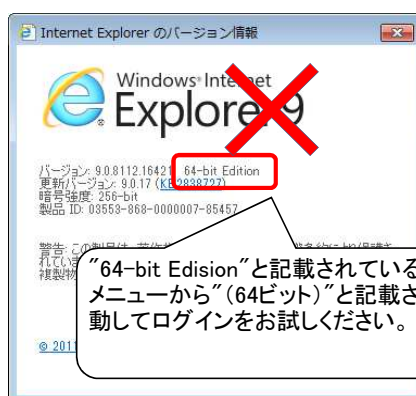 Internet Explorer のバージョン情報
Windows Internet
Explorer 9
バージョン: 9.0.8112.16421 64-bit Edition
更新バージョン: 9.0.17 (KB2838727)
暗号強度: 256-bit
製品 ID: 03553-868-0000007-85457
警告: この製品は、
れています
複製物
"64-bit Edision"と記載されている
メニューから"(64ビット)"と記載さ
動してログインをお試しください。
© 2011